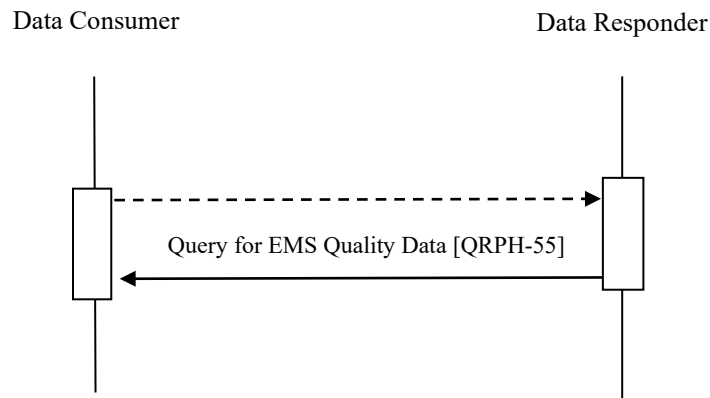 Data Consumer
Data Responder
Query for EMS Quality Data [QRPH-55]